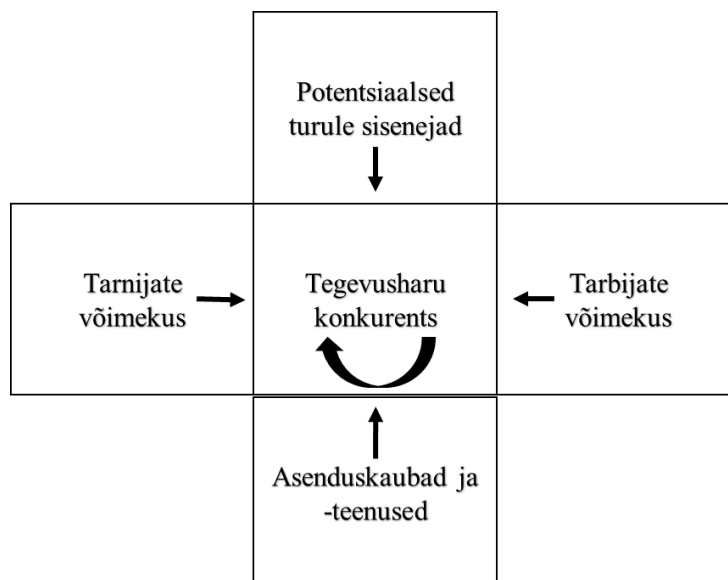 Potentsiaalsed
turule sisenejad
Tarnijate
võimekus
Tegevusharu
konkurents
Tarbijate
võimekus
Asenduskaubad ja
-teenused